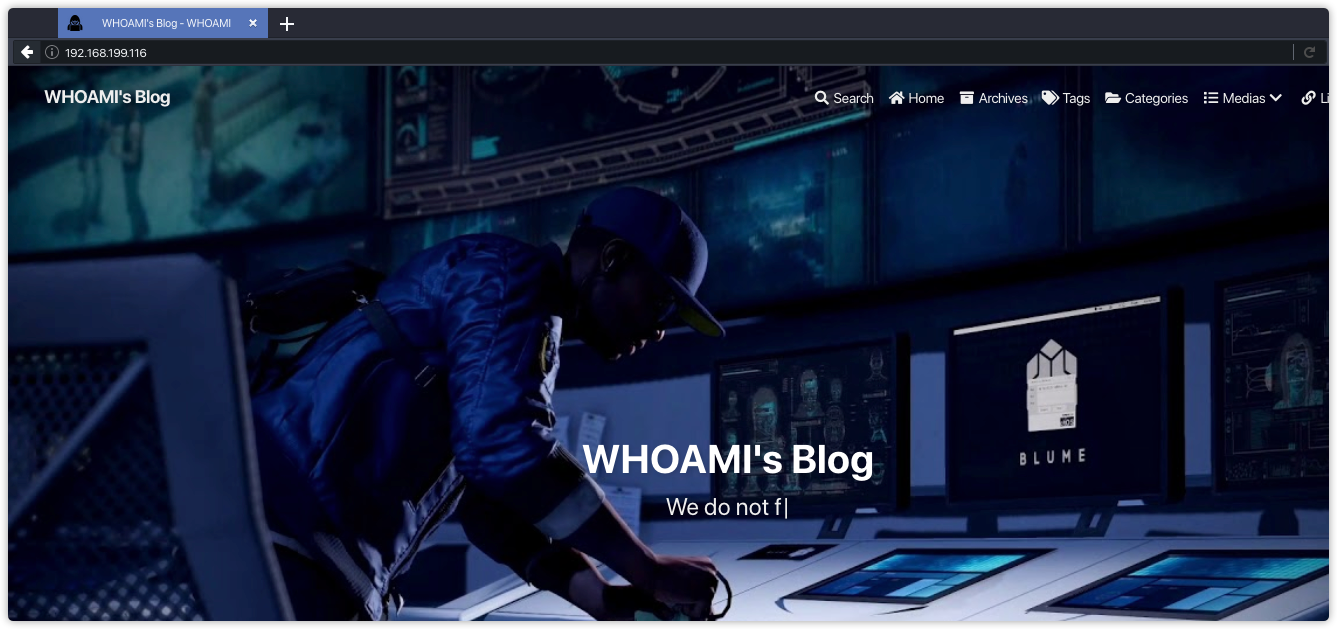 WHOAMI's Blog - WHOAMI
192.168.199.116
WHOAMI's Blog
Search Home Archives Tags Categories Medias Li
BLUME
WHOAMI's Blog
We do not f|